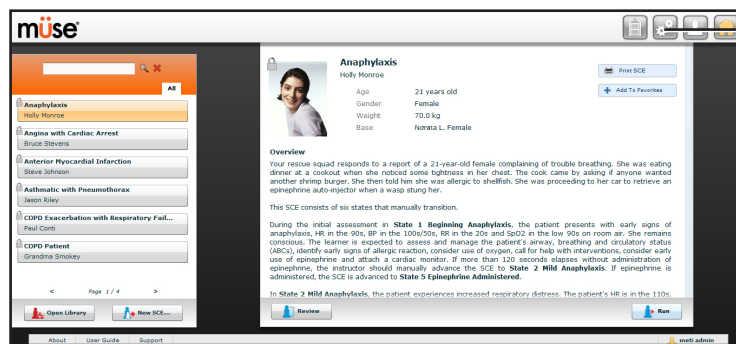 müse
All
Anaphylaxis
Holly Monroe
Angina with Cardiac Arrest
Bruce Stevens
Anterior Myocardial Infarction
Steve Johnson
Asthmatic with Pneumothorax
Jason Riley
COPD Exacerbation with Respiratory Fail...
Paul Conti
COPD Patient
Grandma Smokey
< Page 1 / 4 >
Open Library New SCE...
Anaphylaxis
Holly Monroe
Age 21 years old
Gender Female
Weight 70.0 kg
Base Norma L. Female
Print SCE
Add To Favorites
Overview
Your rescue squad responds to a report of a 21-year-old female complaining of trouble breathing. She was eating
dinner at a cookout when she noticed some tightness in her chest. The cook came by asking if anyone wanted
another shrimp burger. She then told him she was allergic to shellfish. She was proceeding to her car to retrieve an
epinephrine auto-injector when a wasp stung her.
This SCE consists of six states that manually transition.
During the initial assessment in State 1 Beginning Anaphylaxis, the patient presents with early signs of
anaphylaxis, HR in the 90s, BP in the 100s/50s, RR in the 20s and SpO2 in the low 90s on room air. She remains
conscious. The learner is expected to assess and manage the patient's airway, breathing and circulatory status
(ABCs), identify early signs of allergic reaction, consider use of oxygen, call for help with interventions, consider early
use of epinephrine and attach a cardiac monitor. If more than 120 seconds elapses without administration of
epinephrine, the instructor should manually advance the SCE to State 2 Mild Anaphylaxis. If epinephrine is
administered, the SCE is advanced to State 5 Epinephrine Administered.
In State 2 Mild Anaphylaxis, the patient experiences increased respiratory distress. The patient's HR is in the 110s,
Review Run
About User Guide Support meti admin